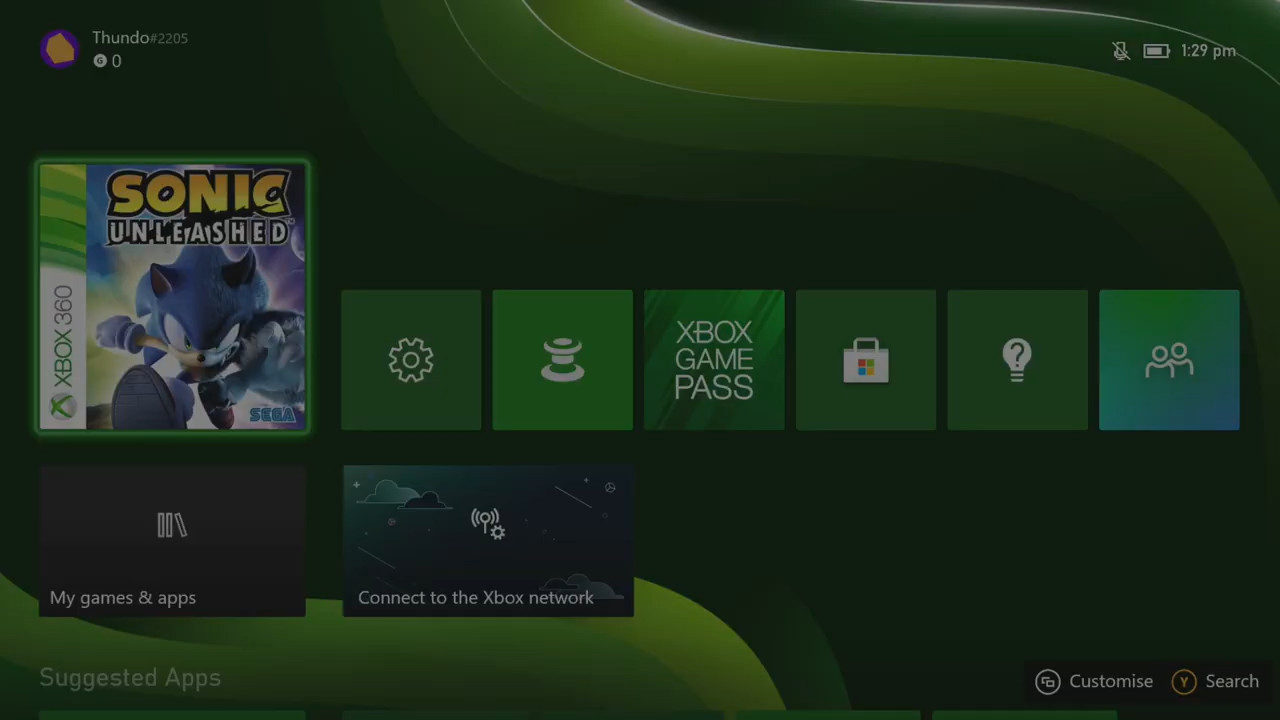 Thundo#2205
G 0
1:29 pm
SONIC
UNLEASHED™
XBOX 360
SEGA
XBOX
GAME
PASS
My games & apps
Connect to the Xbox network
Suggested Apps
Customise
Y Search